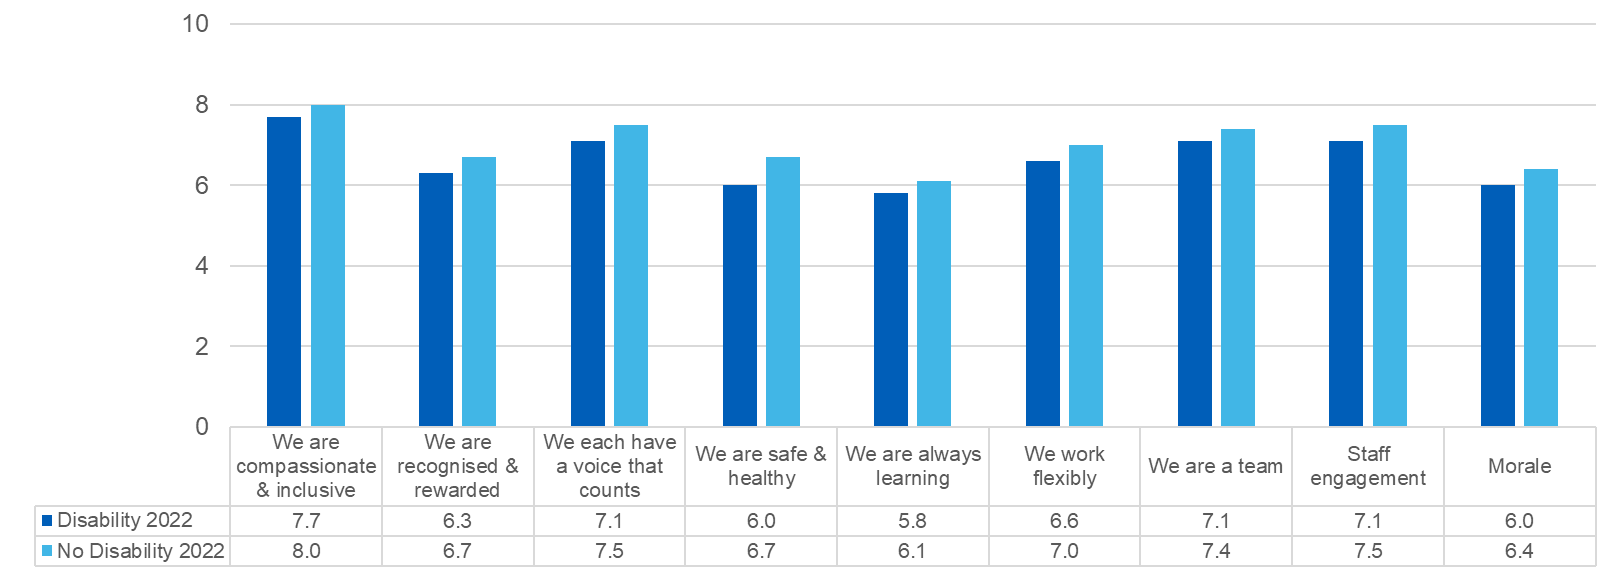 10
8
6
4
2
0
We are
compassionate
& inclusive
We are
recognised &
rewarded
We each have
a voice that
counts
We are safe &
healthy
We are always
learning
We work
flexibly
We are a team
Staff
engagement
Morale
Disability 2022 7.7 6.3 7.1 6.0 5.8 6.6 7.1 7.1 6.0
No Disability 2022 8.0 6.7 7.5 6.7 6.1 7.0 7.4 7.5 6.4